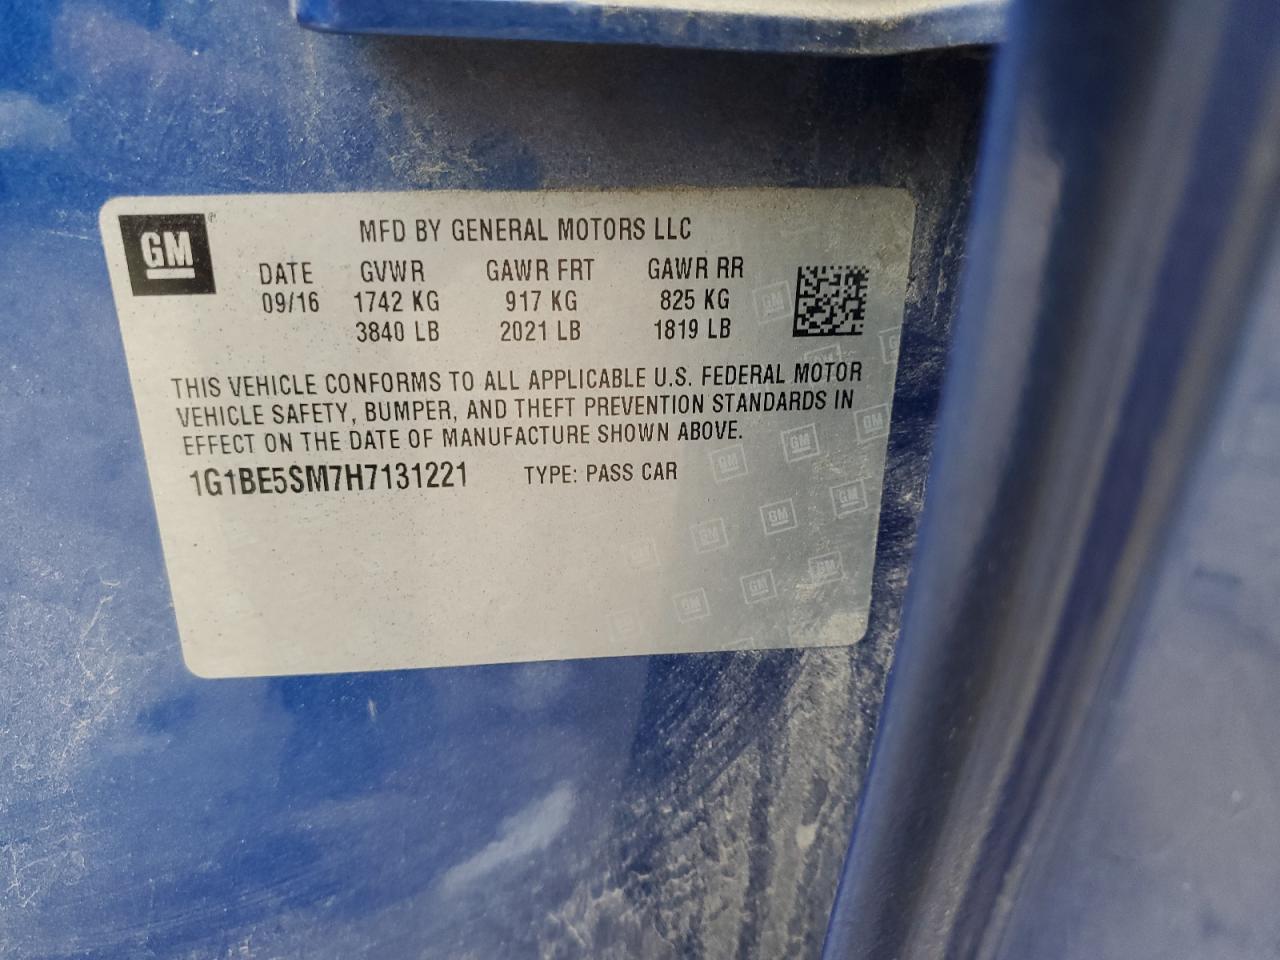 GM
MFD BY GENERAL MOTORS LLC
DATE GVWR GAWR FRT GAWR RR
09/16 1742 KG 917 KG 825 KG
3840 LB 2021 LB 1819 LB
THIS VEHICLE CONFORMS TO ALL APPLICABLE U.S. FEDERAL MOTOR
VEHICLE SAFETY, BUMPER, AND THEFT PREVENTION STANDARDS IN
EFFECT ON THE DATE OF MANUFACTURE SHOWN ABOVE.
1G1BE5SM7H7131221 TYPE: PASS CAR